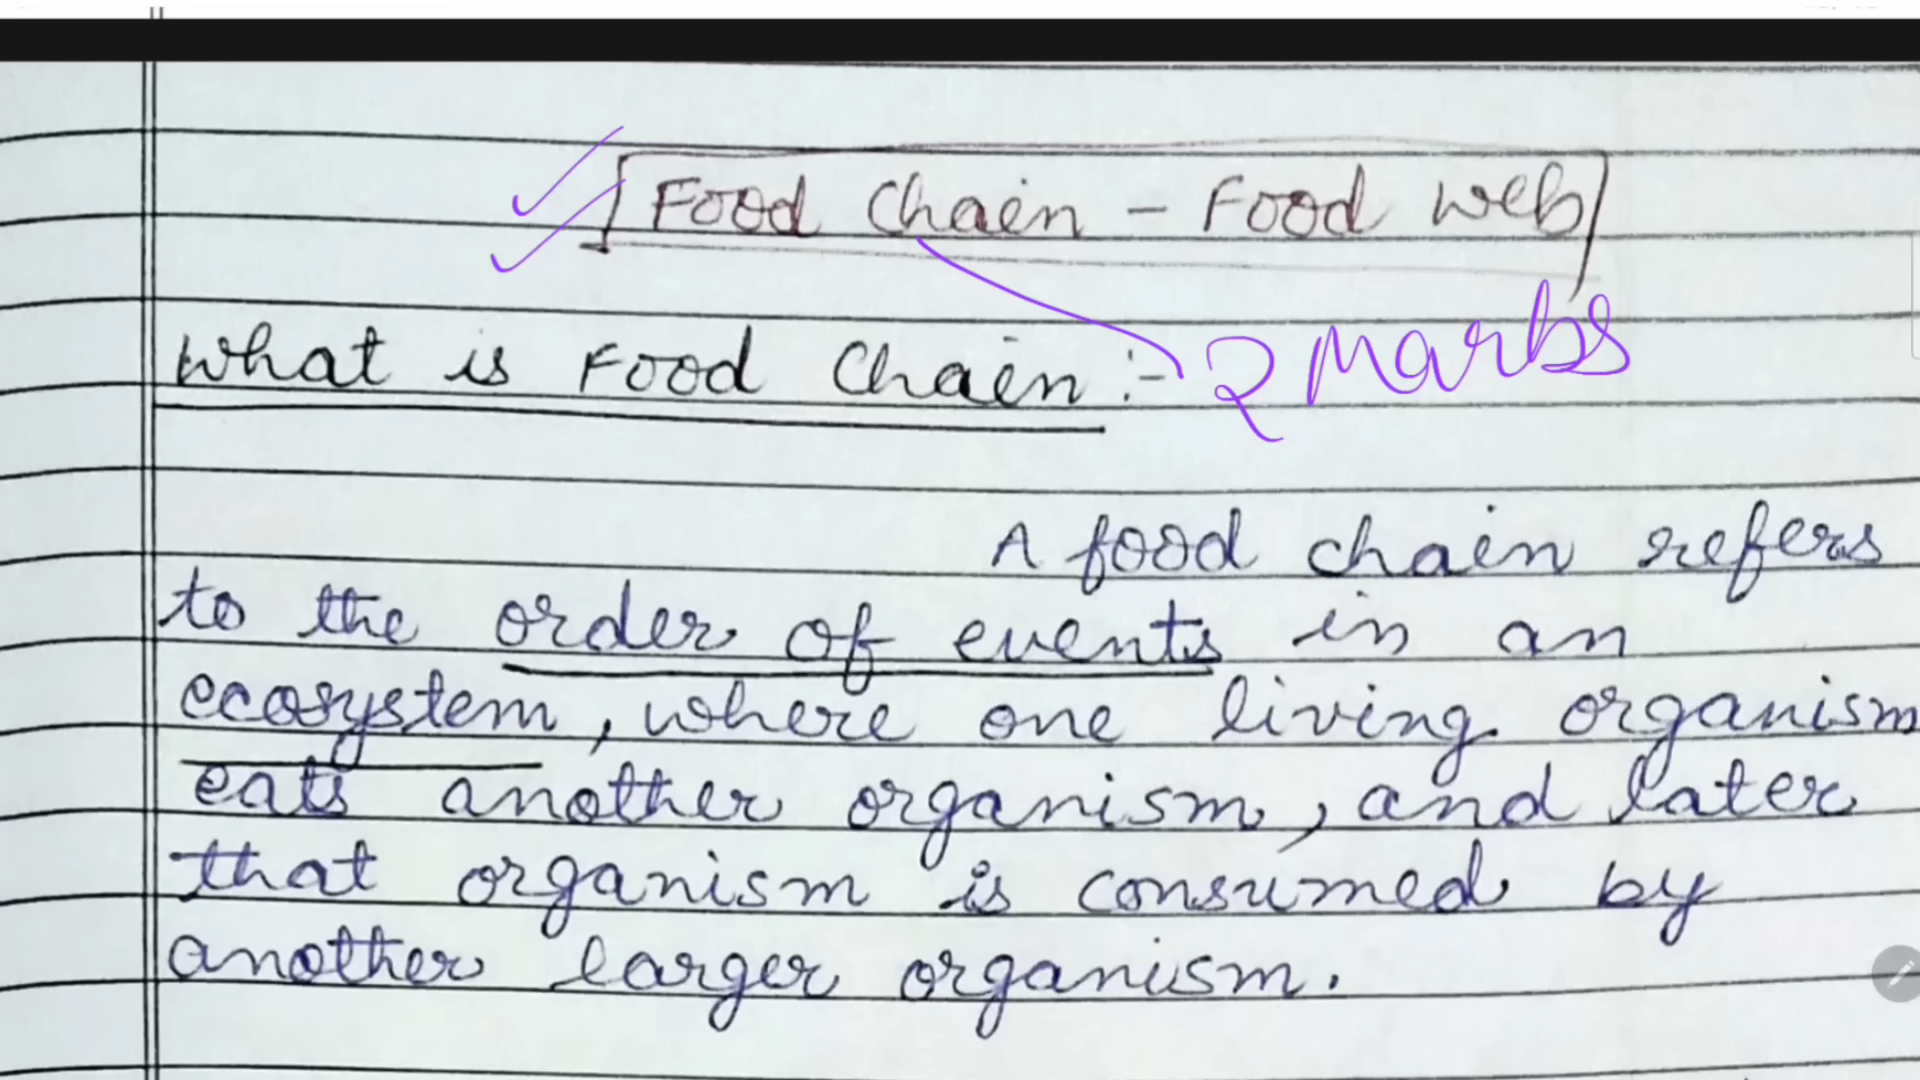 Food Chain - Food Web
What is Food Chain :- 2 Marks
A food chain refers
to the order of events in an
ecosystem, where one living organism
eats another organism, and later
that organism is consumed by
another larger organism.